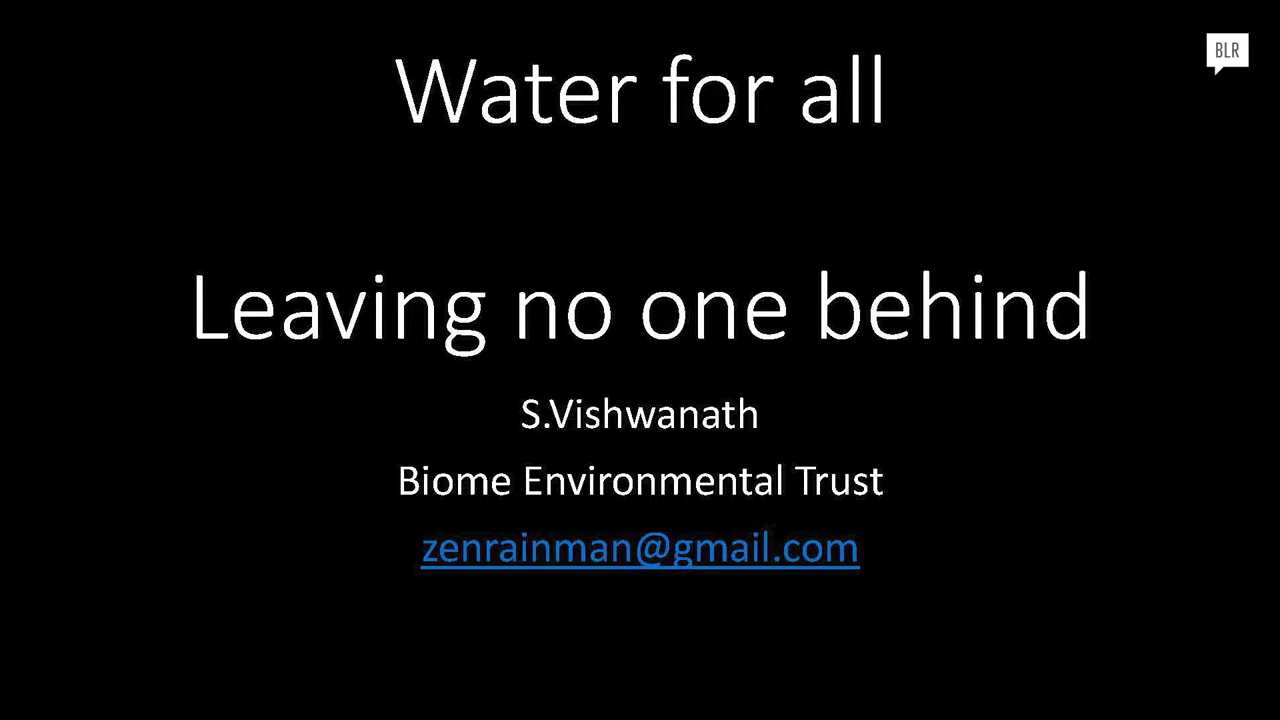 BLR
Water for all
Leaving no one behind
S.Vishwanath
Biome Environmental Trust
zenrainman@gmail.com